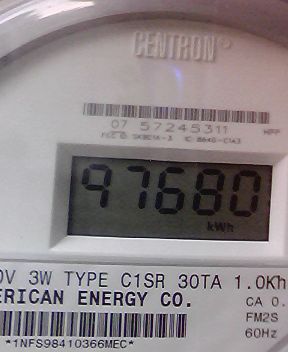 CENTRON®
07 57245311
97680
kWh
0V 3W TYPE C1SR 30TA 1.0Kh
ERICAN ENERGY CO.
CA 0.
FM2S
60Hz
*1NFS98410366MEC*